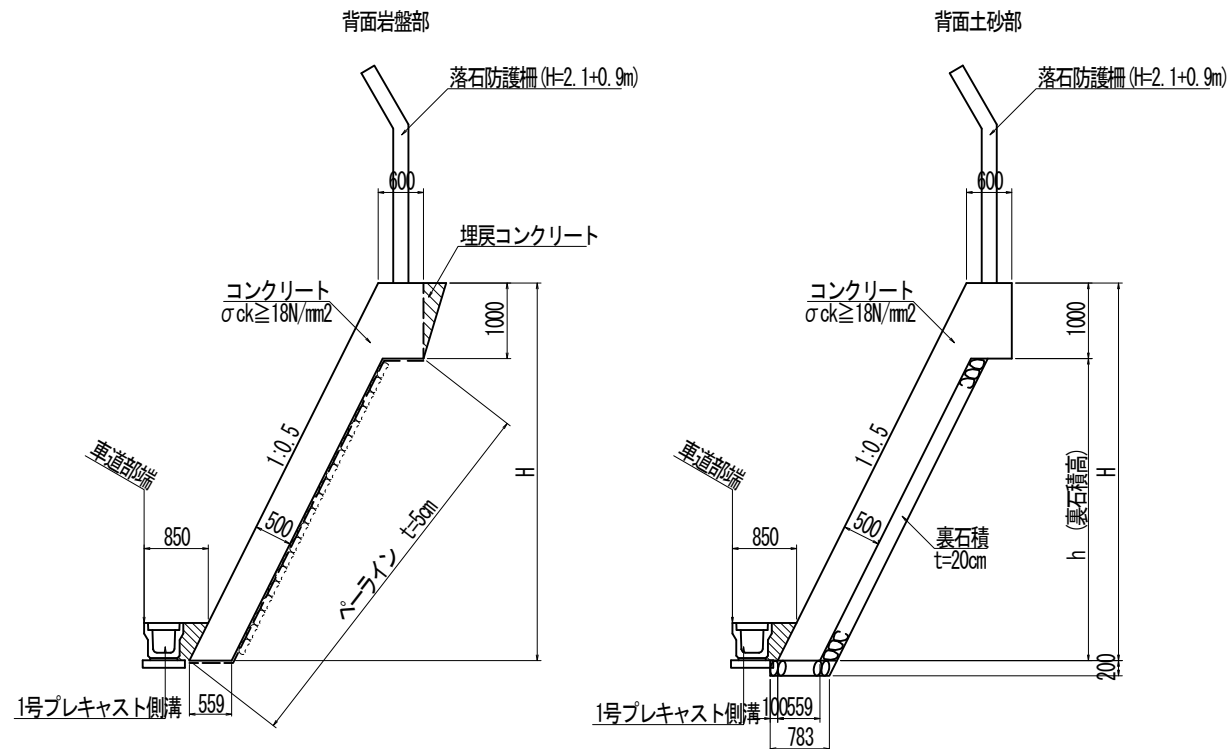 背面岩盤部
落石防護柵(H=2.1+0.9m)
600
埋戻コンクリート
コンクリート
σck≧18N/mm2
1000
1:0.5
H
車道部端
850
500
ペーライン t=5cm
1号プレキャスト側溝
559
背面土砂部
落石防護柵(H=2.1+0.9m)
600
コンクリート
σck≧18N/mm2
1000
1:0.5
H
h (裏石積高)
車道部端
850
500
裏石積
t=20cm
200
1号プレキャスト側溝
100
559
783